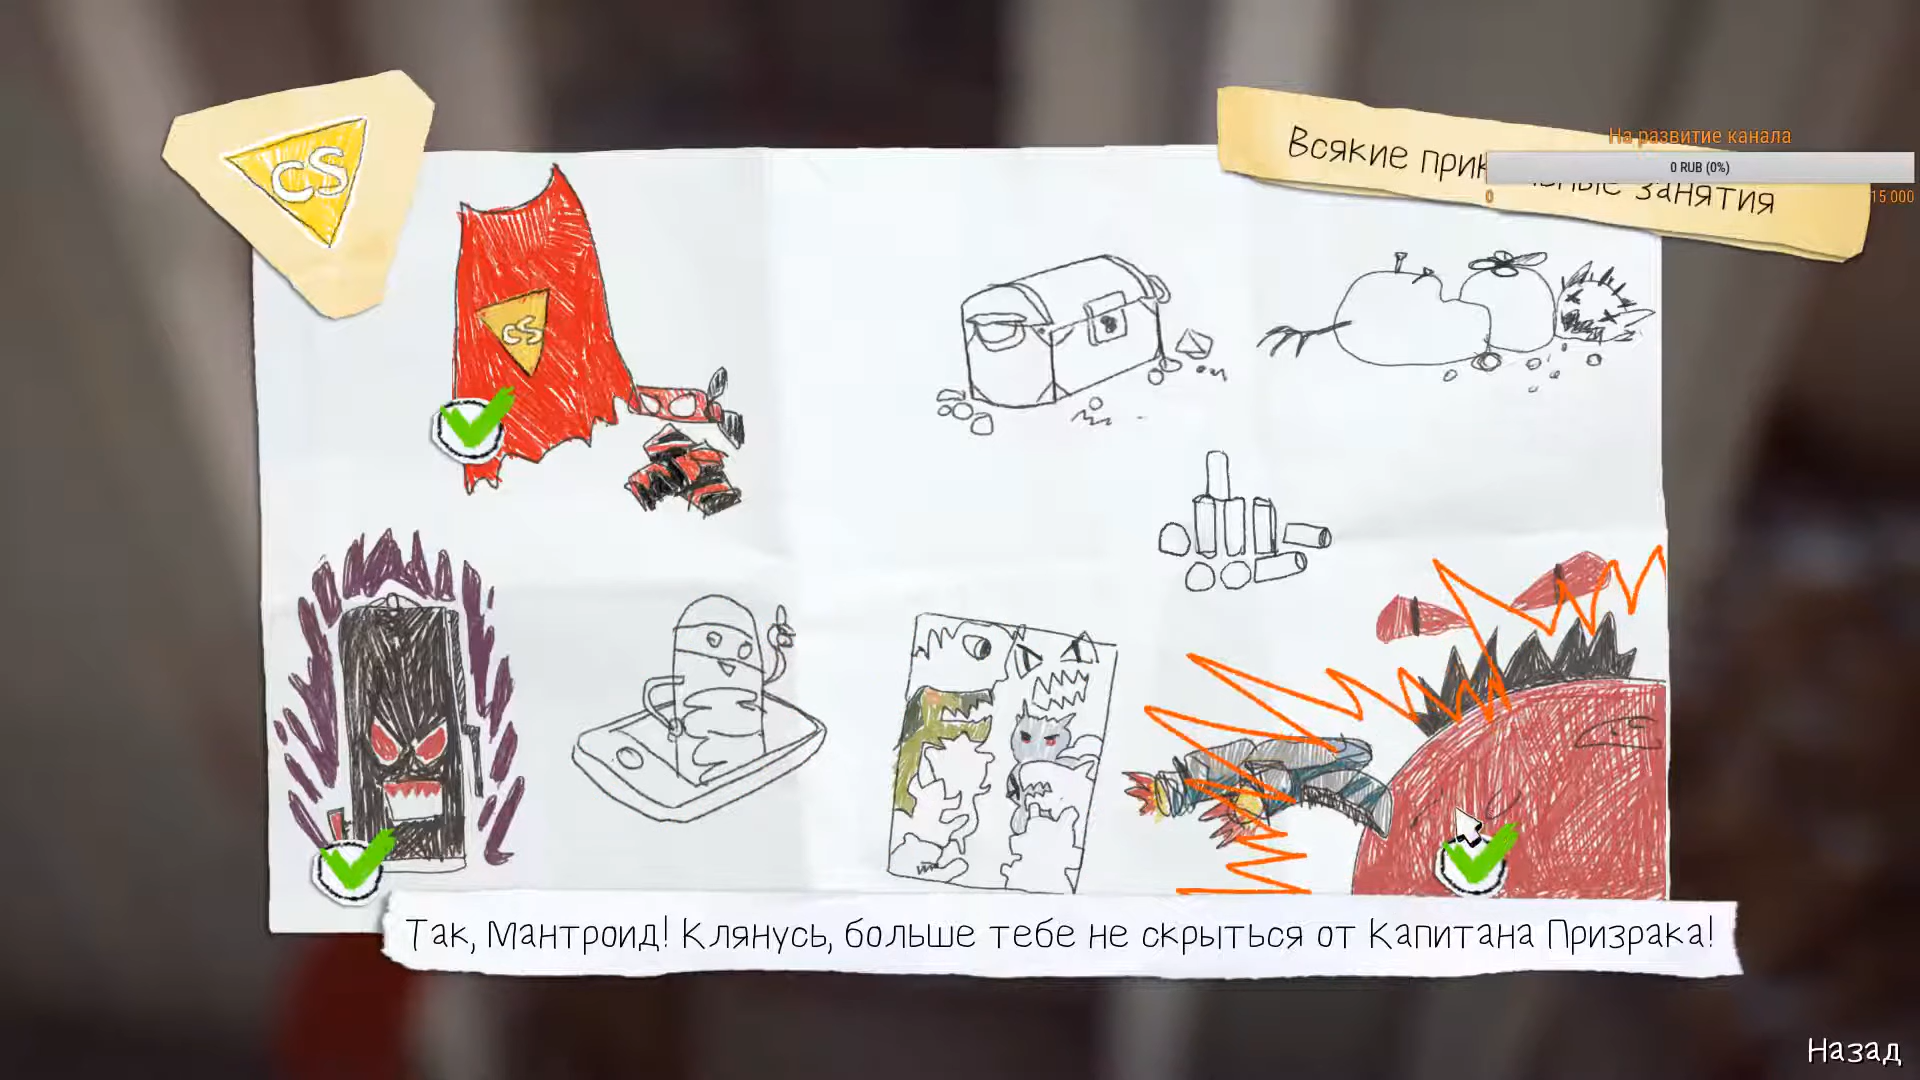 CS
На развитие канала
Всякие
0 RUB (0%)
занятия
0
15 000
CS
Так, Мантроид! Клянусь, больше тебе не скрыться от Капитана Призрака!
Назад